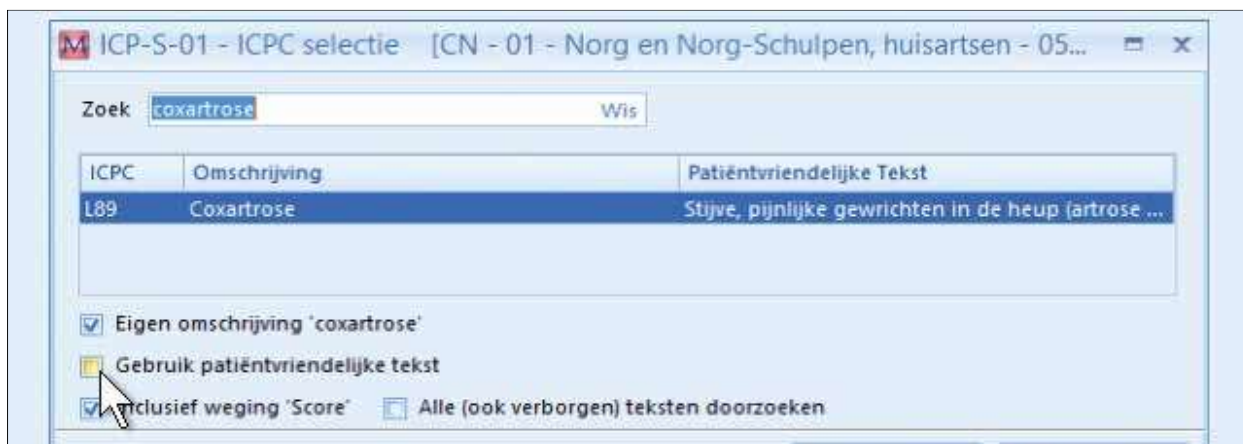 M ICP-S-01 - ICPC selectie [CN - 01 - Norg en Norg-Schulpen, huisartsen - 05...
Zoek coxartrose Wis
ICPC Omschrijving Patiëntvriendelijke Tekst
L89 Coxartrose Stijve, pijnlijke gewrichten in de heup (artrose ...
Eigen omschrijving 'coxartrose'
Gebruik patiëntvriendelijke tekst
Inclusief weging 'Score' Alle (ook verborgen) teksten doorzoeken